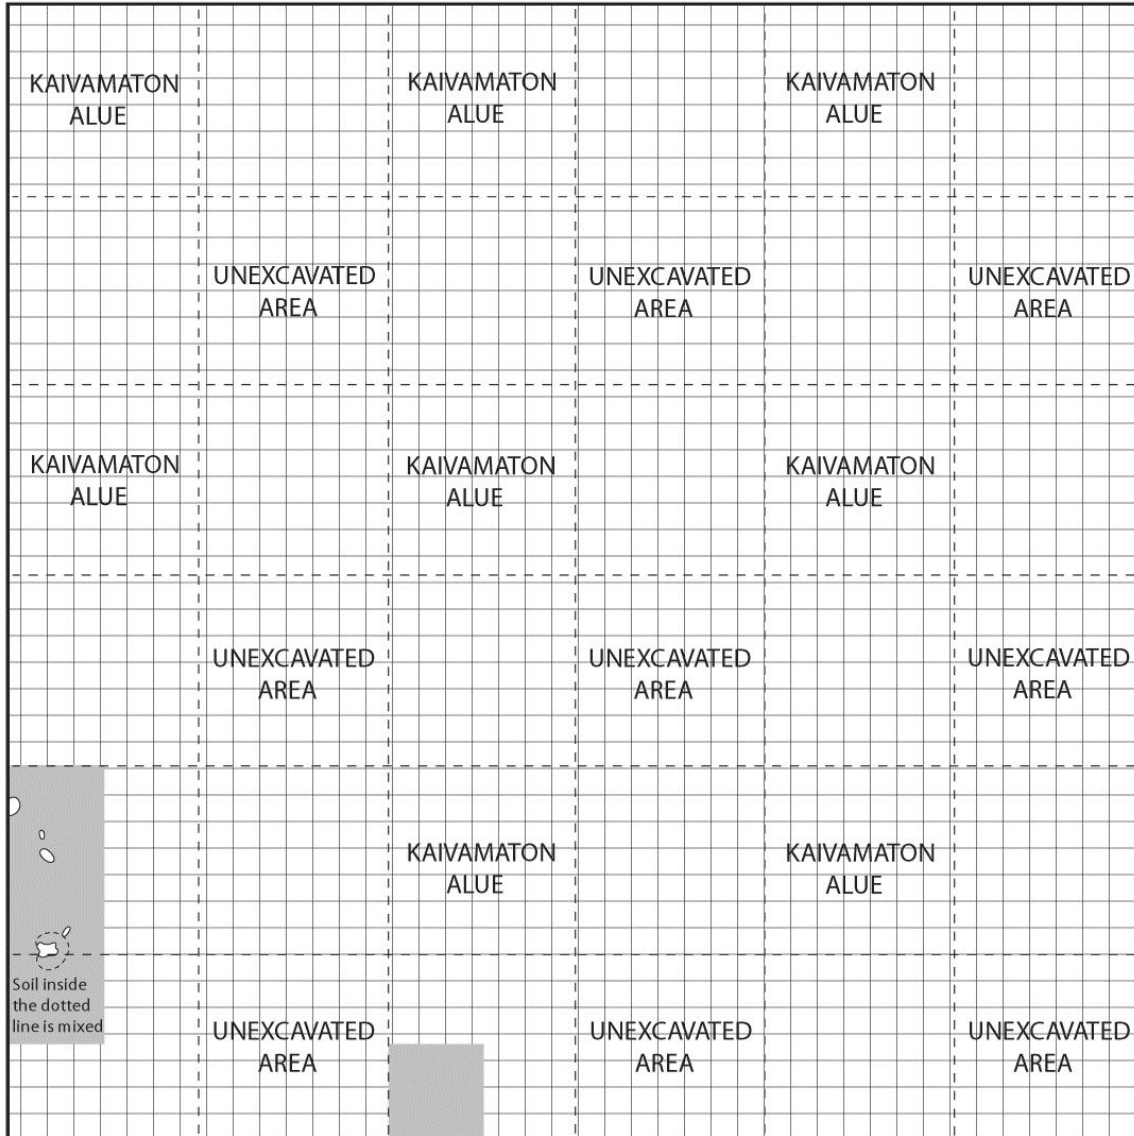 KAIVAMATON
ALUE
KAIVAMATON
ALUE
KAIVAMATON
ALUE
UNEXCAVATED
AREA
UNEXCAVATED
AREA
UNEXCAVATED
AREA
KAIVAMATON
ALUE
KAIVAMATON
ALUE
KAIVAMATON
ALUE
UNEXCAVATED
AREA
UNEXCAVATED
AREA
UNEXCAVATED
AREA
KAIVAMATON
ALUE
KAIVAMATON
ALUE
Soil inside
the dotted
line is mixed
UNEXCAVATED
AREA
UNEXCAVATED
AREA
UNEXCAVATED
AREA